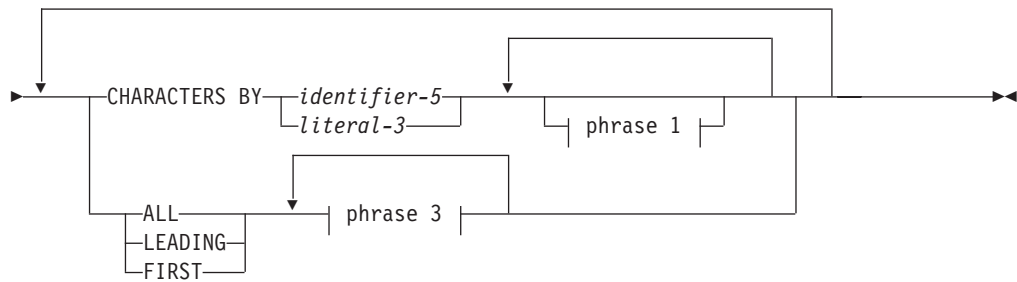 CHARACTERS BY identifier-5
literal-3
phrase 1
ALL
phrase 3
LEADING
FIRST